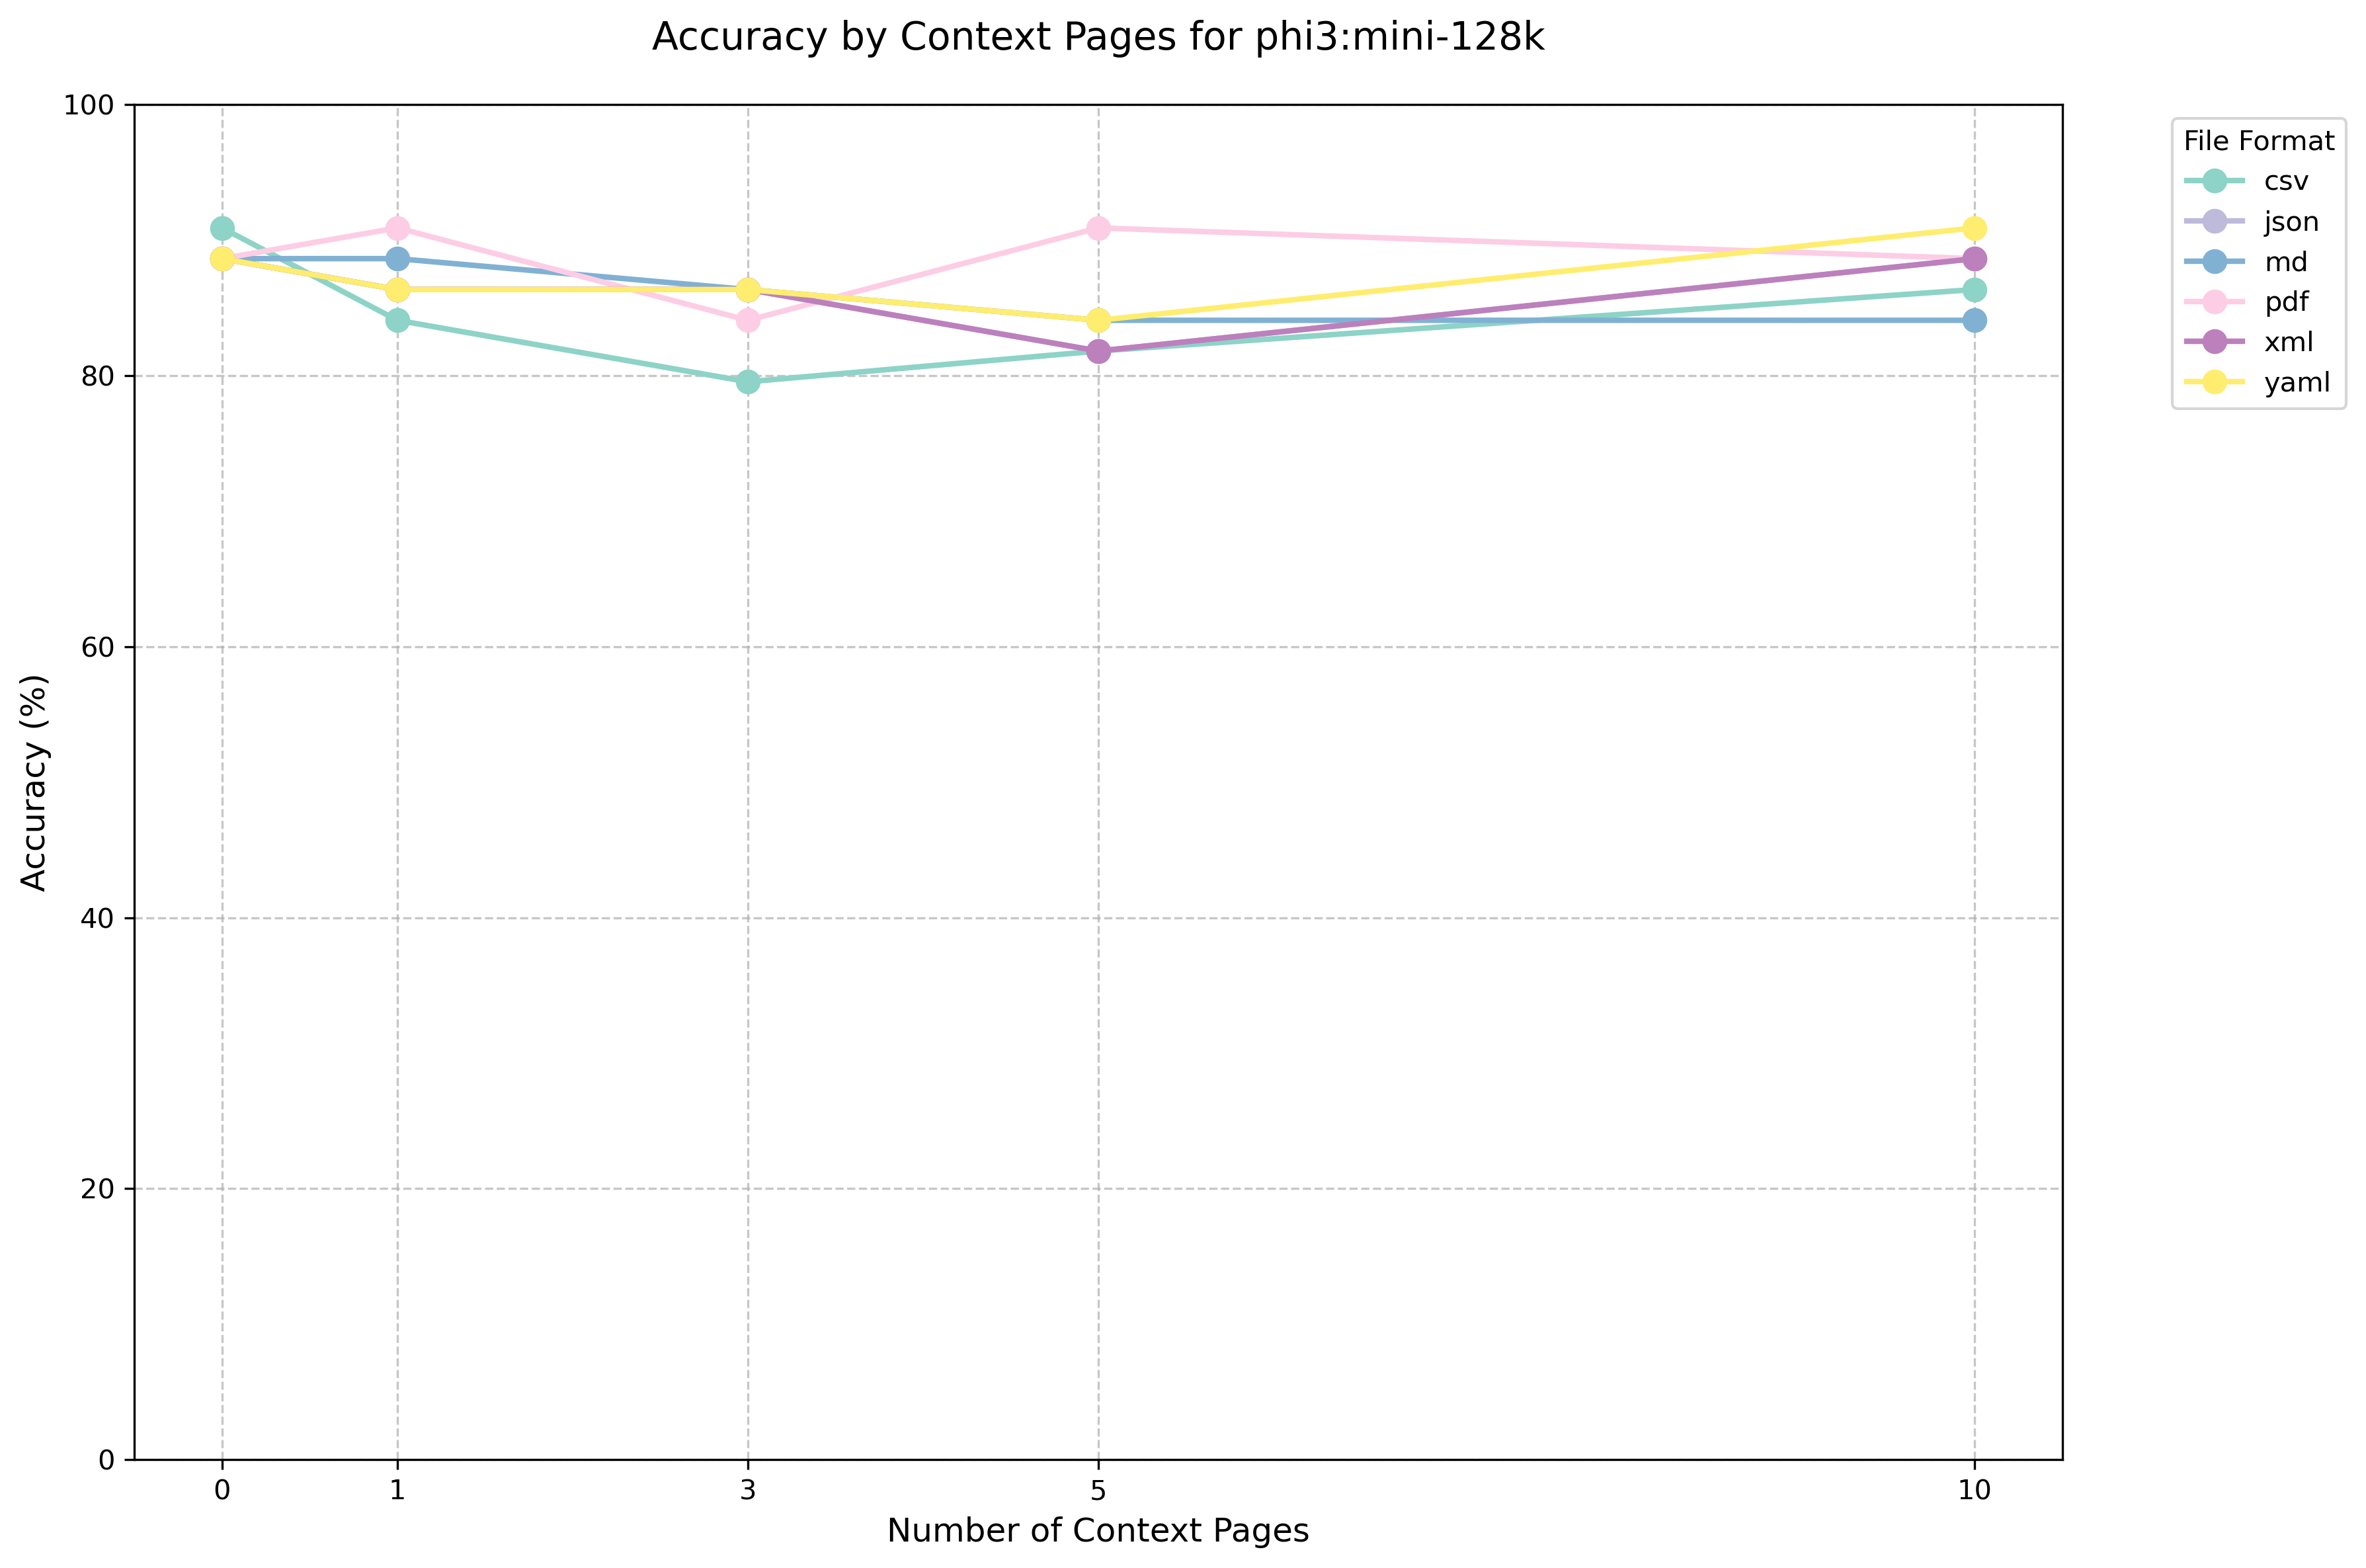 Accuracy by Context Pages for phi3:mini-128k
100
80
60
40
20
0
Accuracy (%)
0 1 3 5 10
Number of Context Pages
File Format
csv
json
md
pdf
xml
yaml